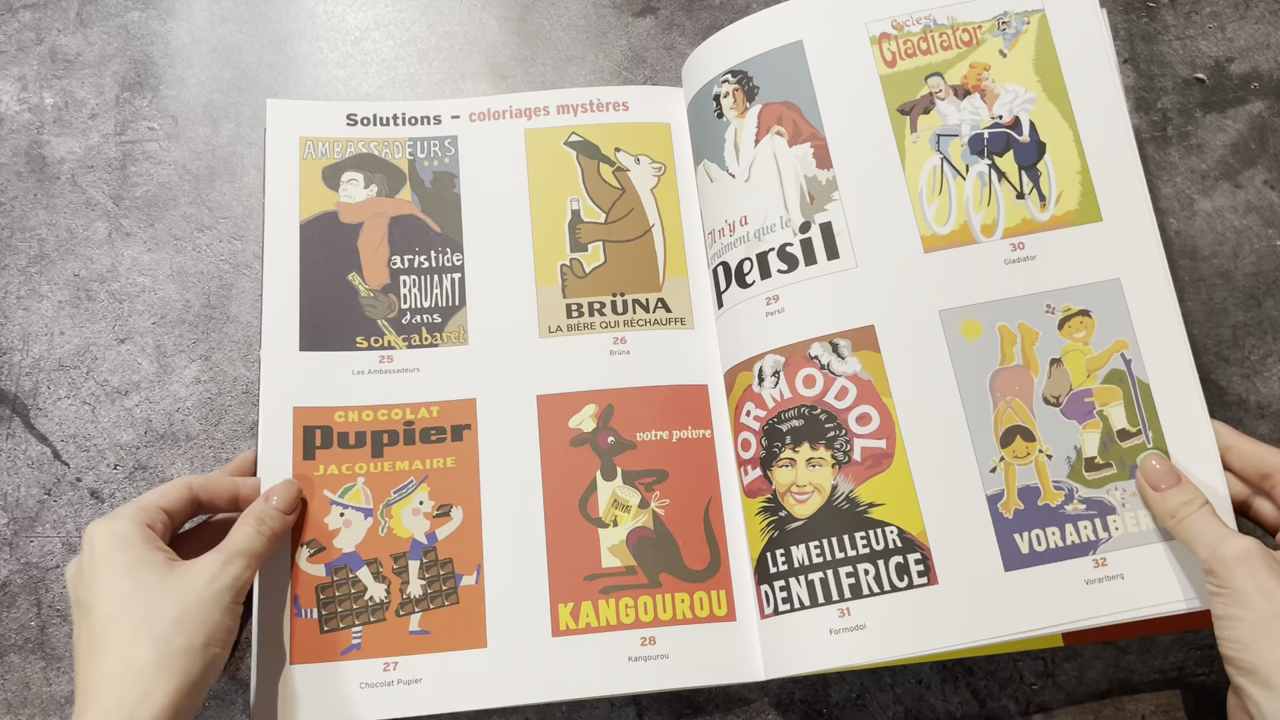 Solutions – coloriages mystères
AMBASSADEURS
aristide
BRUANT
dans
son cabaret
25
Les Ambassadeurs
BRÜNA
LA BIÈRE QUI RÉCHAUFFE
26
Brüna
CHOCOLAT
Pupier
JACQUEMAIRE
27
Chocolat Pupier
votre poivre
POIVRE
KANGOUROU
28
Kangourou
Il n'y a
vraiment que le
Persil
29
Persil
Cycles
Gladiator
30
Gladiator
FORMODOL
LE MEILLEUR
DENTIFRICE
31
Formodol
VORARLBER
32
Vorarlberg